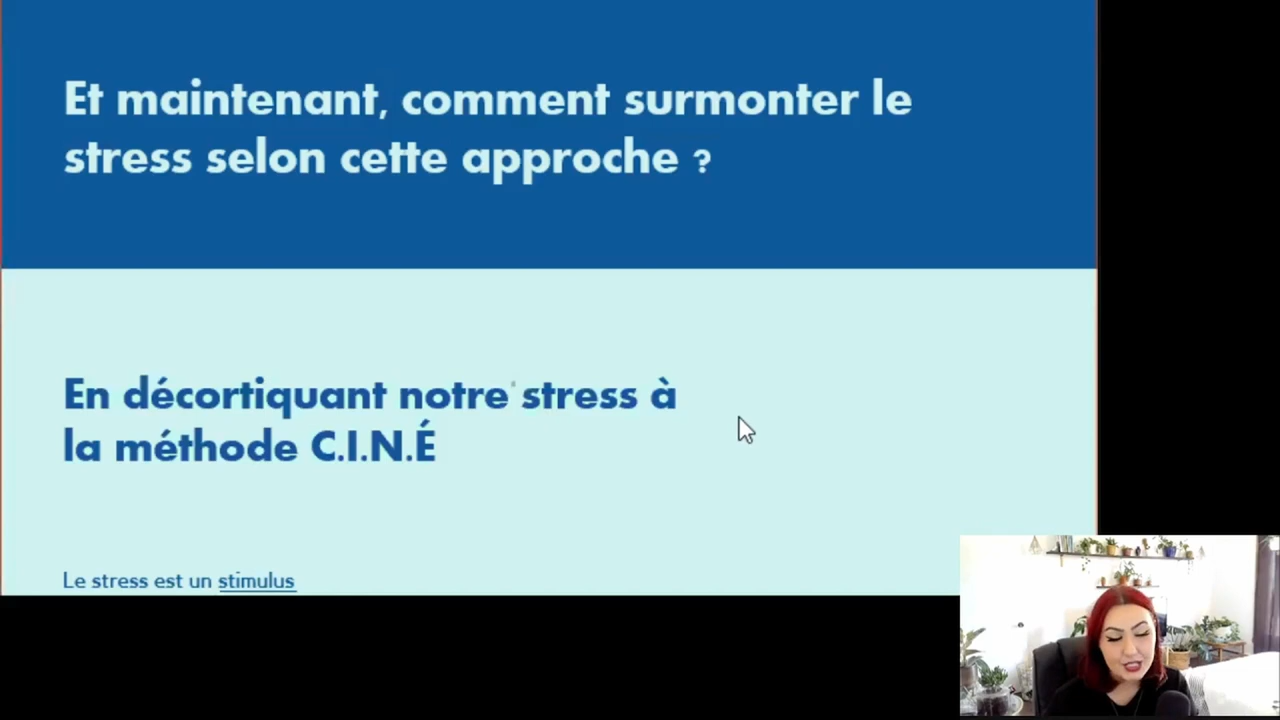 Et maintenant, comment surmonter le
stress selon cette approche ?
En décortiquant notre stress à
la méthode C.I.N.É
Le stress est un stimulus